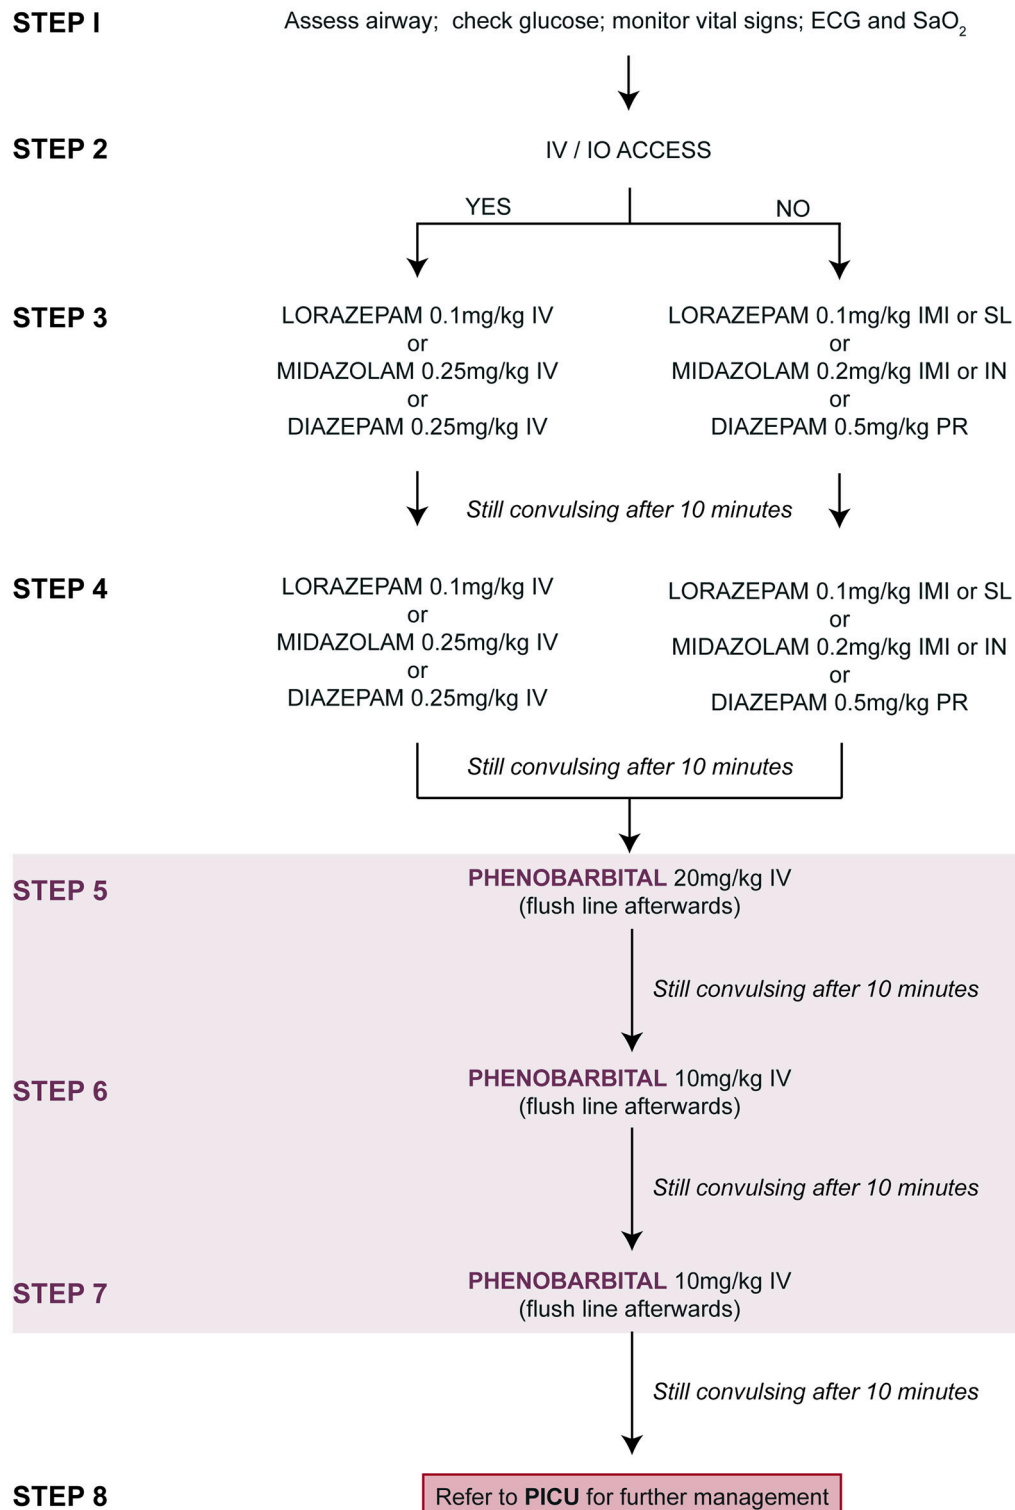 STEP I
Assess airway;  check glucose; monitor vital signs; ECG and SaO2
STEP 2
IV / IO ACCESS
YES
NO
STEP 3
LORAZEPAM 0.1mg/kg IV
or
MIDAZOLAM 0.25mg/kg IV
or
DIAZEPAM 0.25mg/kg IV
LORAZEPAM 0.1mg/kg IMI or SL
or
MIDAZOLAM 0.2mg/kg IMI or IN
or
DIAZEPAM 0.5mg/kg PR
Still convulsing after 10 minutes
STEP 4
LORAZEPAM 0.1mg/kg IV
or
MIDAZOLAM 0.25mg/kg IV
or
DIAZEPAM 0.25mg/kg IV
LORAZEPAM 0.1mg/kg IMI or SL
or
MIDAZOLAM 0.2mg/kg IMI or IN
or
DIAZEPAM 0.5mg/kg PR
Still convulsing after 10 minutes
STEP 5
PHENOBARBITAL 20mg/kg IV
(flush line afterwards)
Still convulsing after 10 minutes
STEP 6
PHENOBARBITAL 10mg/kg IV
(flush line afterwards)
Still convulsing after 10 minutes
STEP 7
PHENOBARBITAL 10mg/kg IV
(flush line afterwards)
Still convulsing after 10 minutes
STEP 8
Refer to PICU for further management